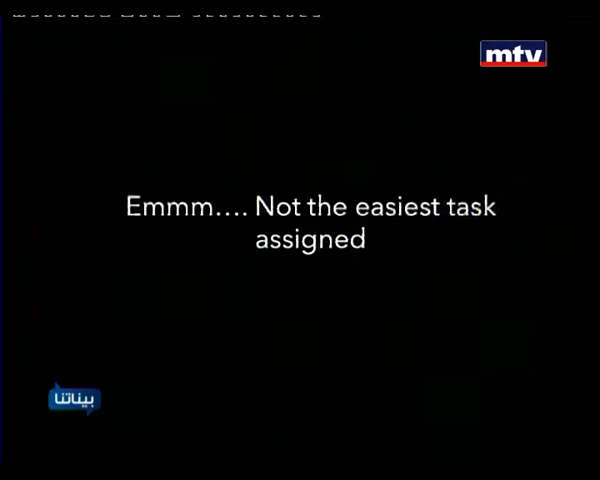 mtv
Emmm.... Not the easiest task
assigned
بيناتنا